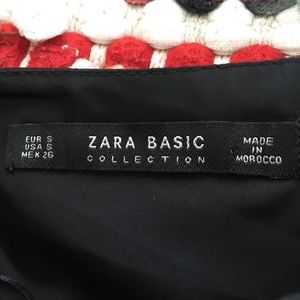 EUR S
USA S
MEX 26
ZARA BASIC
COLLECTION
MADE
IN
MOROCCO